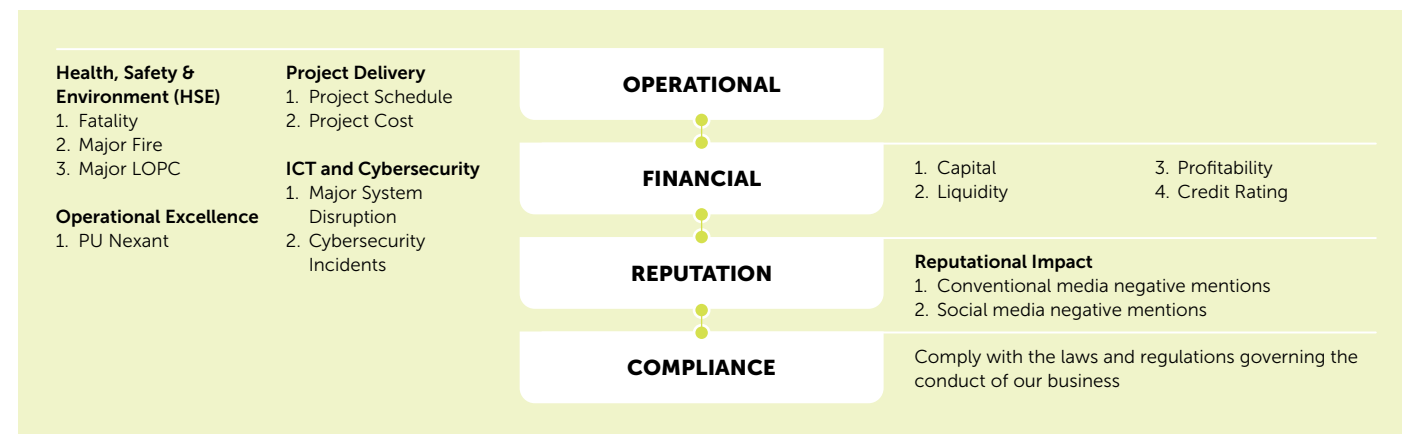 Health, Safety &
Environment (HSE)
1. Fatality
2. Major Fire
3. Major LOPC
Operational Excellence
1. PU Nexant
Project Delivery
1. Project Schedule
2. Project Cost
ICT and Cybersecurity
1. Major System
Disruption
2. Cybersecurity
Incidents
OPERATIONAL
FINANCIAL
1. Capital
2. Liquidity
3. Profitability
4. Credit Rating
REPUTATION
Reputational Impact
1. Conventional media negative mentions
2. Social media negative mentions
COMPLIANCE
Comply with the laws and regulations governing the
conduct of our business